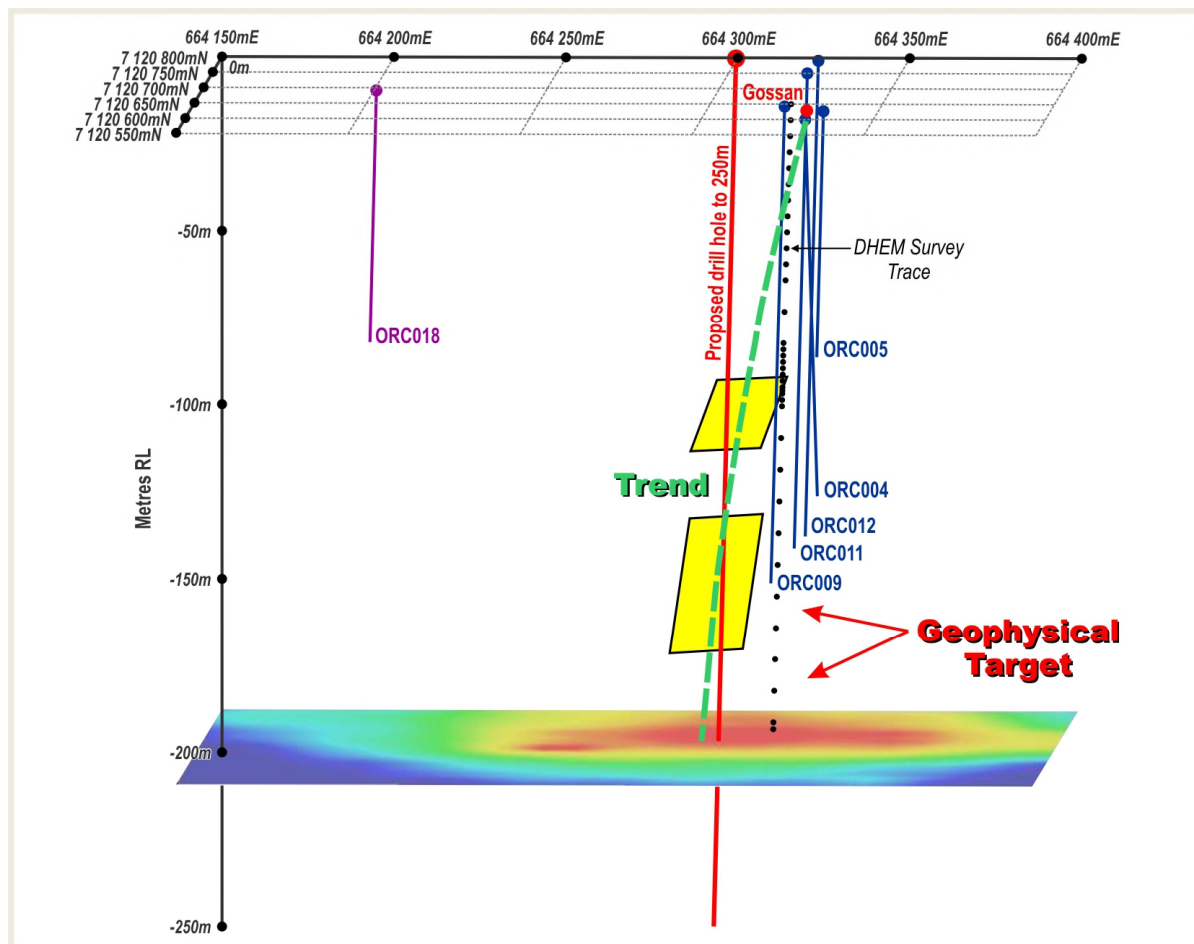 664 150mE
664 200mE
664 250mE
664 300mE
664 350mE
664 400mE
7 120 800mN
7 120 750mN
7 120 700mN
7 120 650mN
7 120 600mN
7 120 550mN
0m
Gossan
Proposed drill hole to 250m
-50m
DHEM Survey
Trace
ORC018
ORC005
-100m
Metres RL
Trend
ORC004
ORC012
ORC011
-150m
ORC009
Geophysical
Target
-200m
-250m